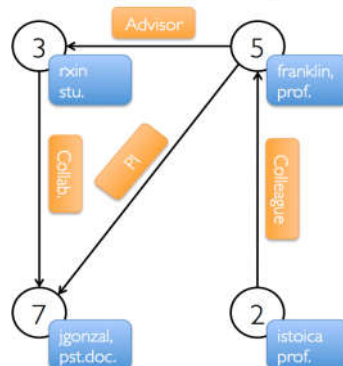 Advisor
3
5
rxin
stu.
franklin,
prof.
Collab.
PI
Colleague
7
2
jgonzal,
pst.doc.
istoica
prof.